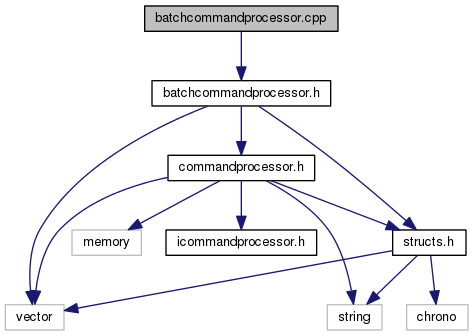 batchcommandprocessor.cpp
batchcommandprocessor.h
commandprocessor.h
memory
icommandprocessor.h
structs.h
vector
string
chrono